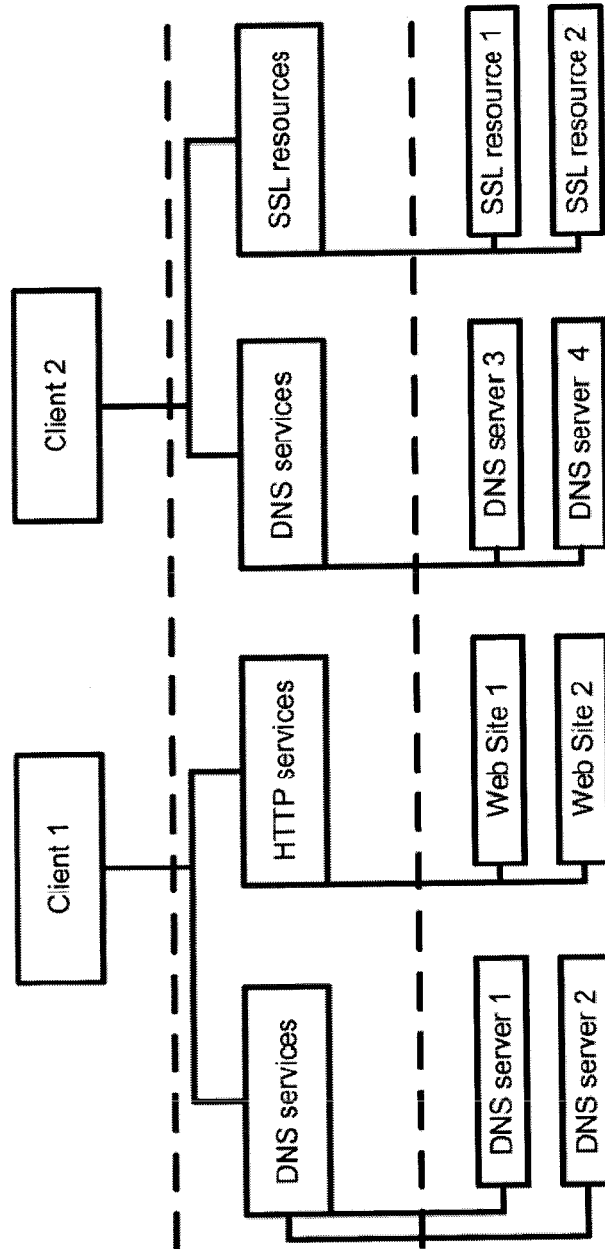 Client 1
Client 2
DNS services
HTTP services
DNS services
SSL resources
DNS server 1
Web Site 1
DNS server 3
SSL resource 1
DNS server 2
Web Site 2
DNS server 4
SSL resource 2